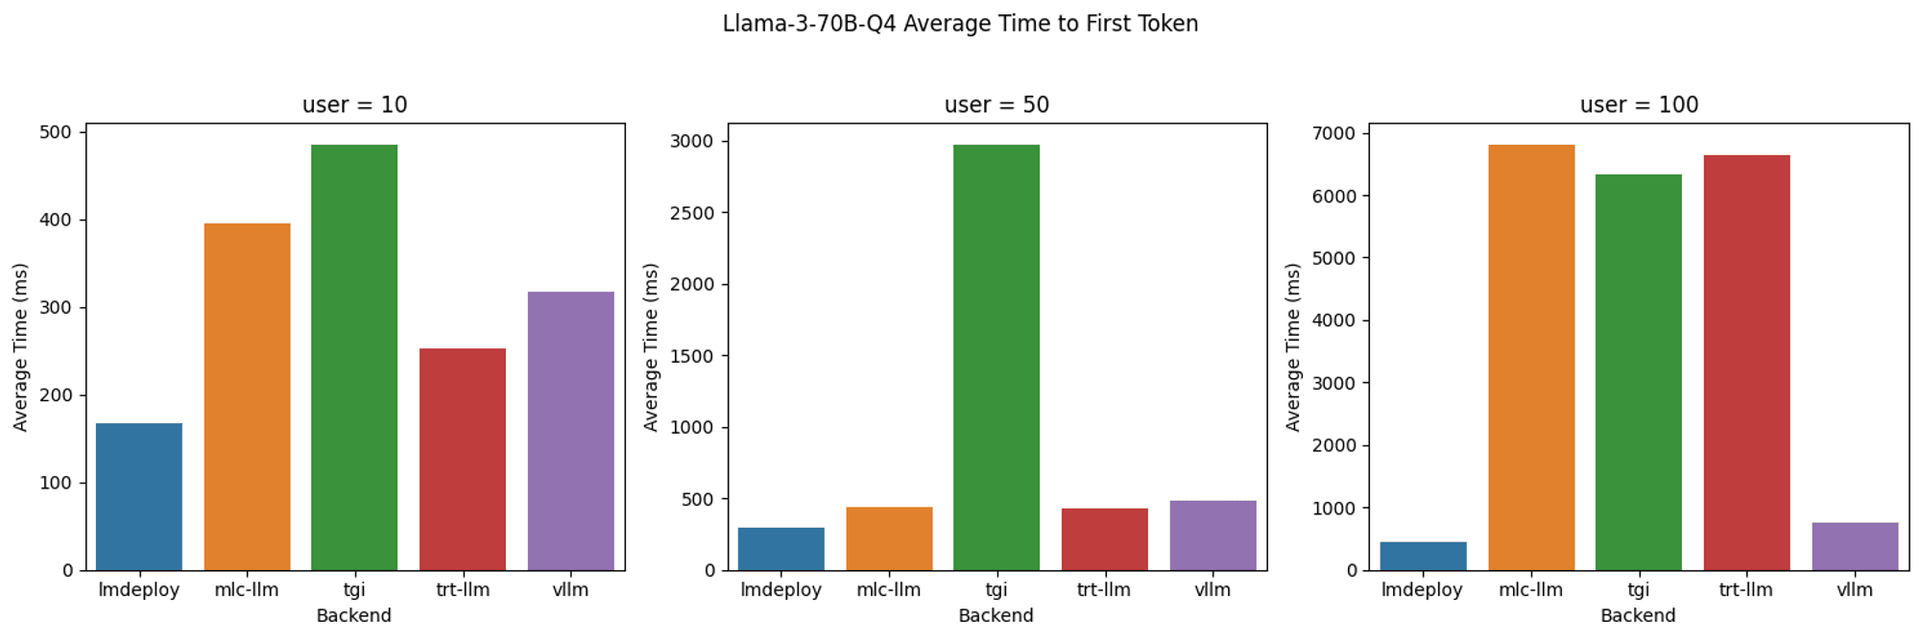 Llama-3-70B-Q4 Average Time to First Token
user = 10
500
400
300
200
100
0
Average Time (ms)
lmdeploy mlc-llm tgi trt-llm vllm
Backend
user = 50
3000
2500
2000
1500
1000
500
0
Average Time (ms)
lmdeploy mlc-llm tgi trt-llm vllm
Backend
user = 100
7000
6000
5000
4000
3000
2000
1000
0
Average Time (ms)
lmdeploy mlc-llm tgi trt-llm vllm
Backend